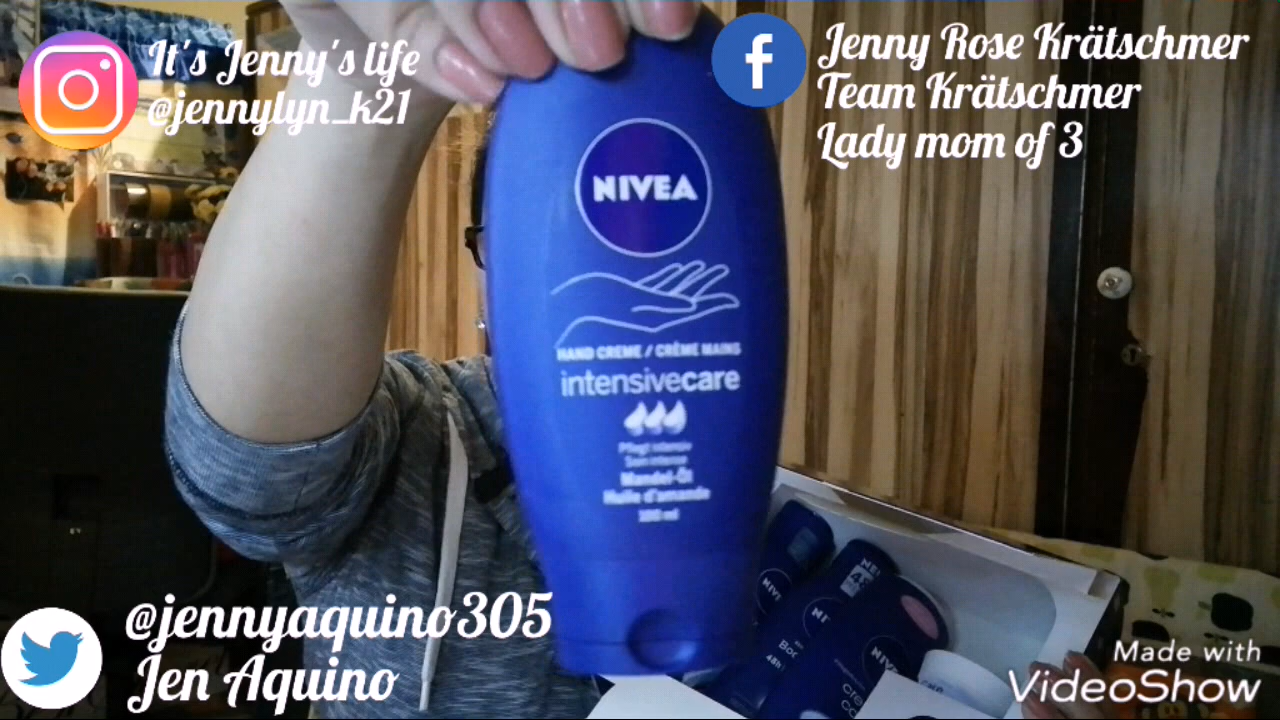 It's Jenny's life
@jennylyn_k21
Jenny Rose Krätschmer
Team Krätschmer
Lady mom of 3
NIVEA
HAND CREME / CRÈME MAINS
intensivecare
Pflegt intensiv
Soin intense
Mandel-Öl
Huile d'amande
100 ml
@jennyaquino305
Jen Aquino
Made with
VideoShow